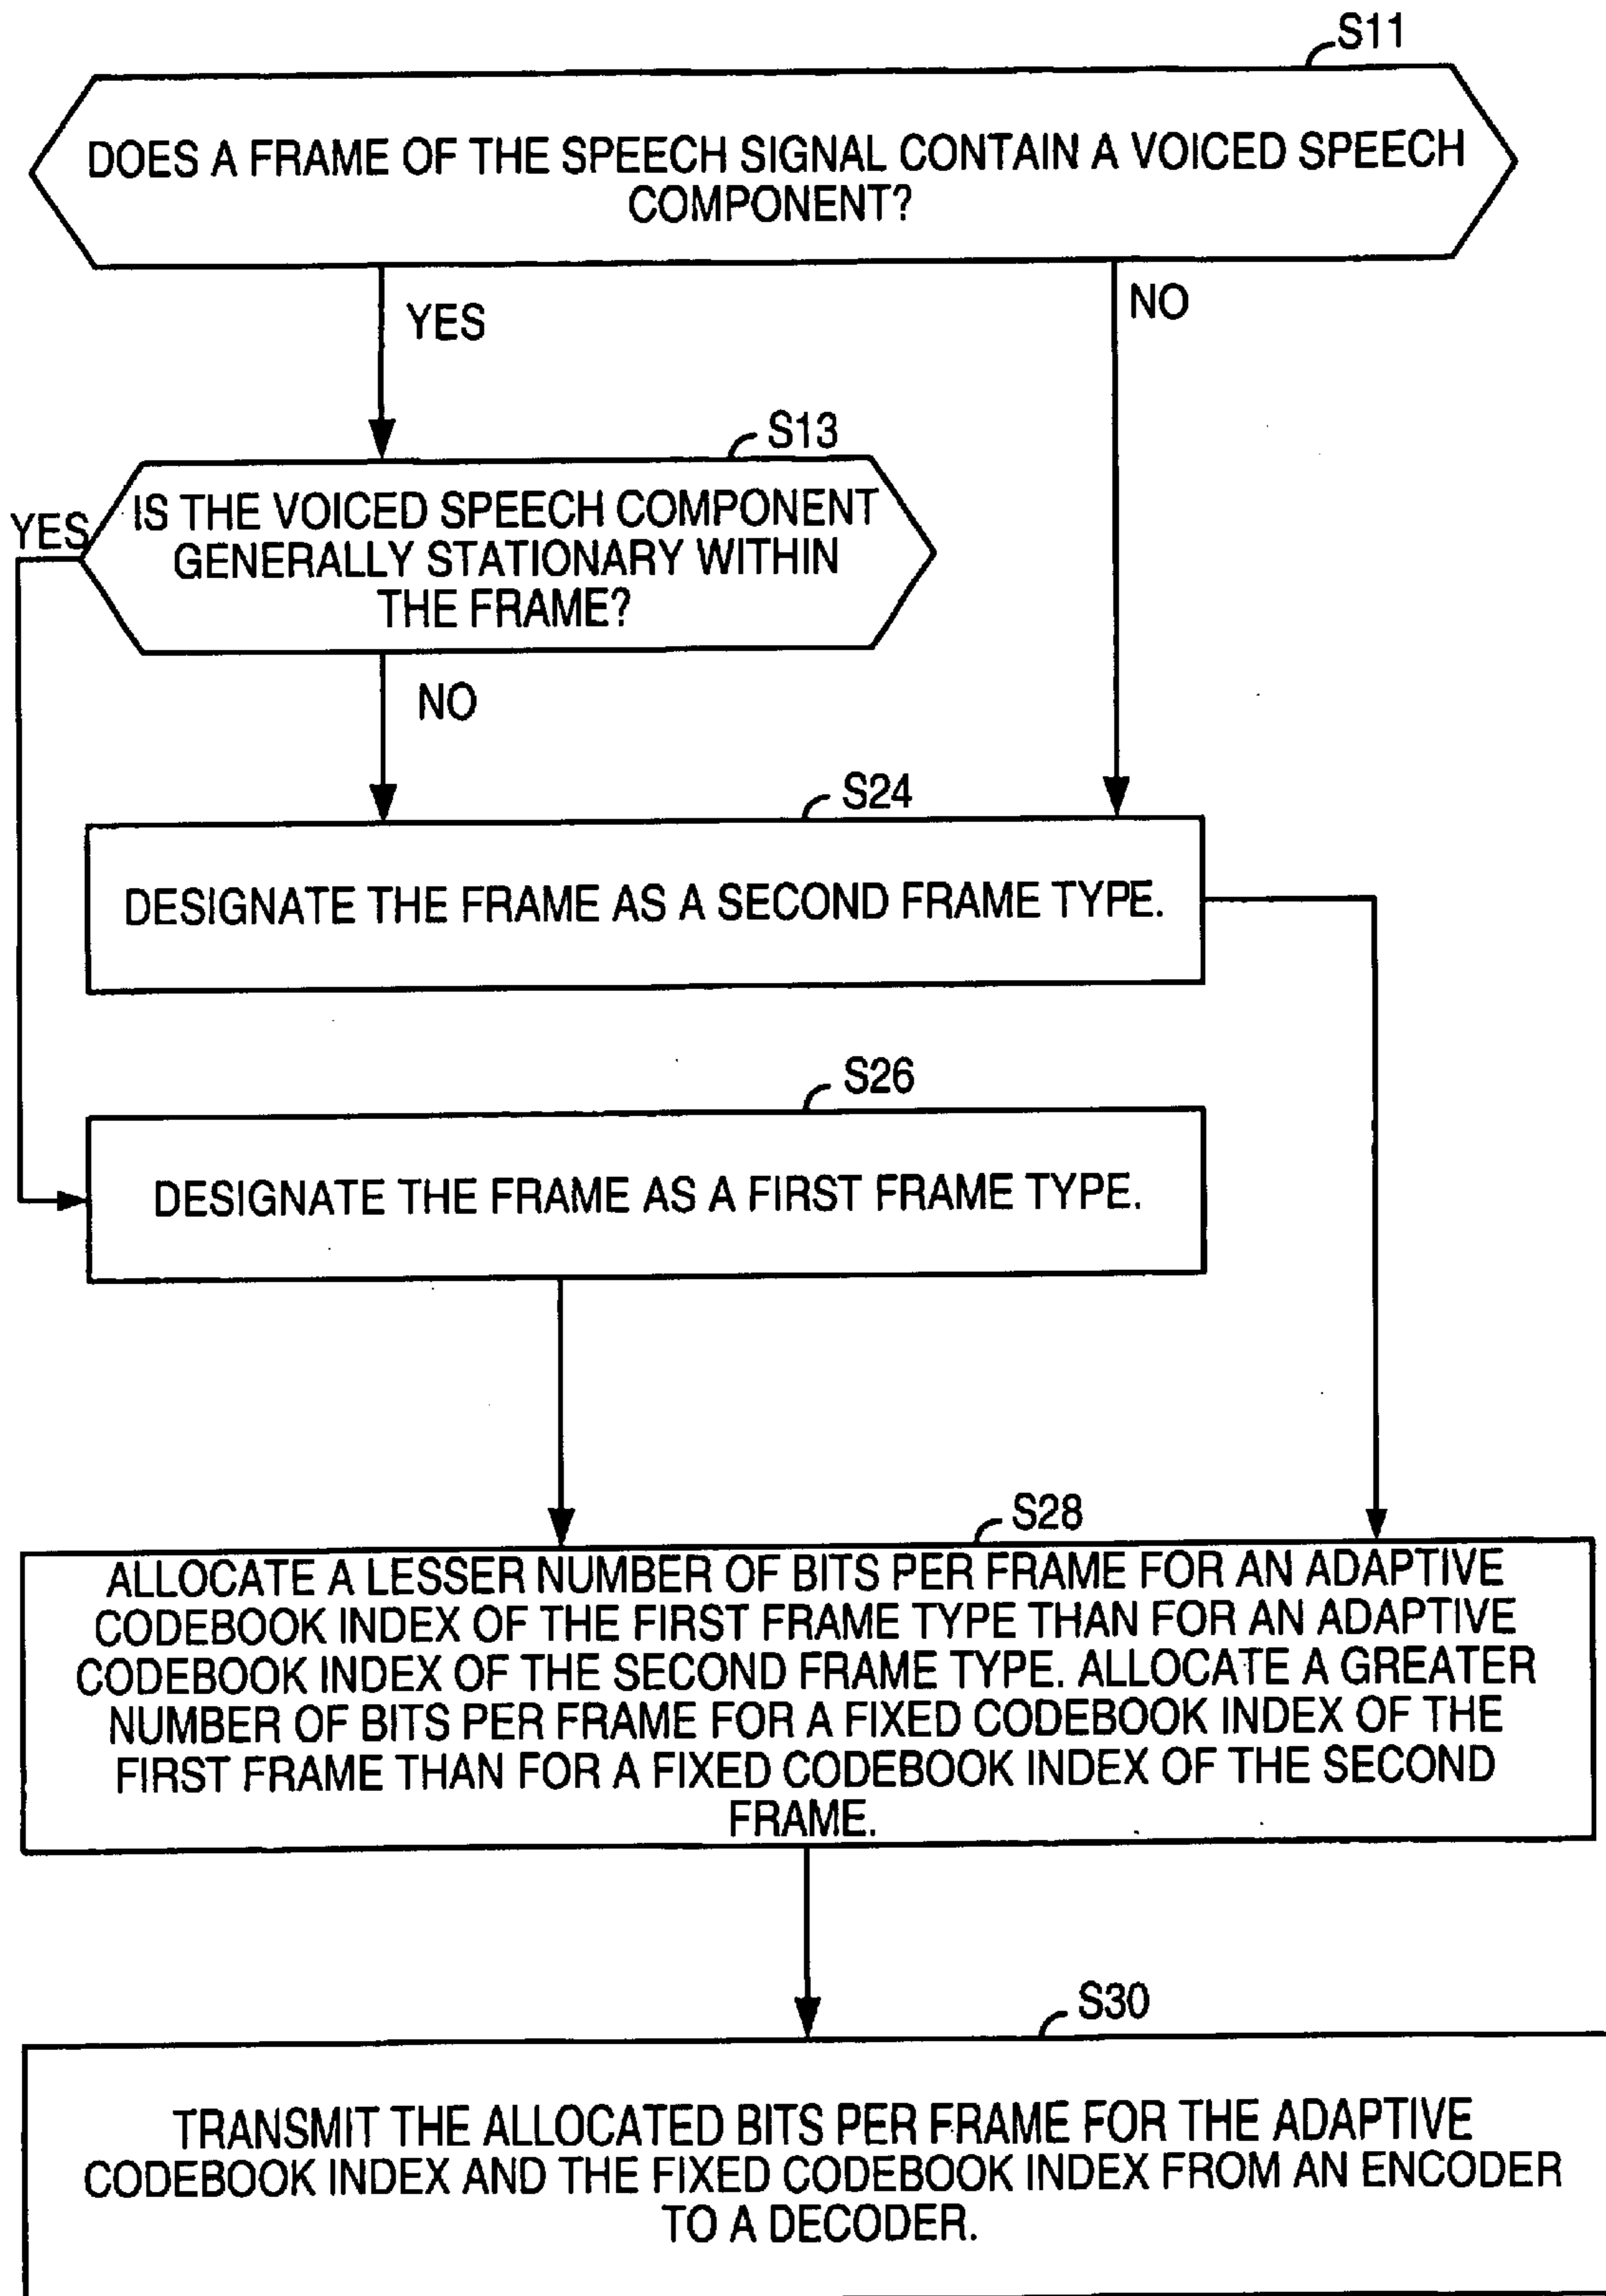 S11
DOES A FRAME OF THE SPEECH SIGNAL CONTAIN A VOICED SPEECH
COMPONENT?
YES
NO
S13
YES
IS THE VOICED SPEECH COMPONENT
GENERALLY STATIONARY WITHIN
THE FRAME?
NO
S24
DESIGNATE THE FRAME AS A SECOND FRAME TYPE.
S26
DESIGNATE THE FRAME AS A FIRST FRAME TYPE.
S28
ALLOCATE A LESSER NUMBER OF BITS PER FRAME FOR AN ADAPTIVE
CODEBOOK INDEX OF THE FIRST FRAME TYPE THAN FOR AN ADAPTIVE
CODEBOOK INDEX OF THE SECOND FRAME TYPE. ALLOCATE A GREATER
NUMBER OF BITS PER FRAME FOR A FIXED CODEBOOK INDEX OF THE
FIRST FRAME THAN FOR A FIXED CODEBOOK INDEX OF THE SECOND
FRAME.
S30
TRANSMIT THE ALLOCATED BITS PER FRAME FOR THE ADAPTIVE
CODEBOOK INDEX AND THE FIXED CODEBOOK INDEX FROM AN ENCODER
TO A DECODER.